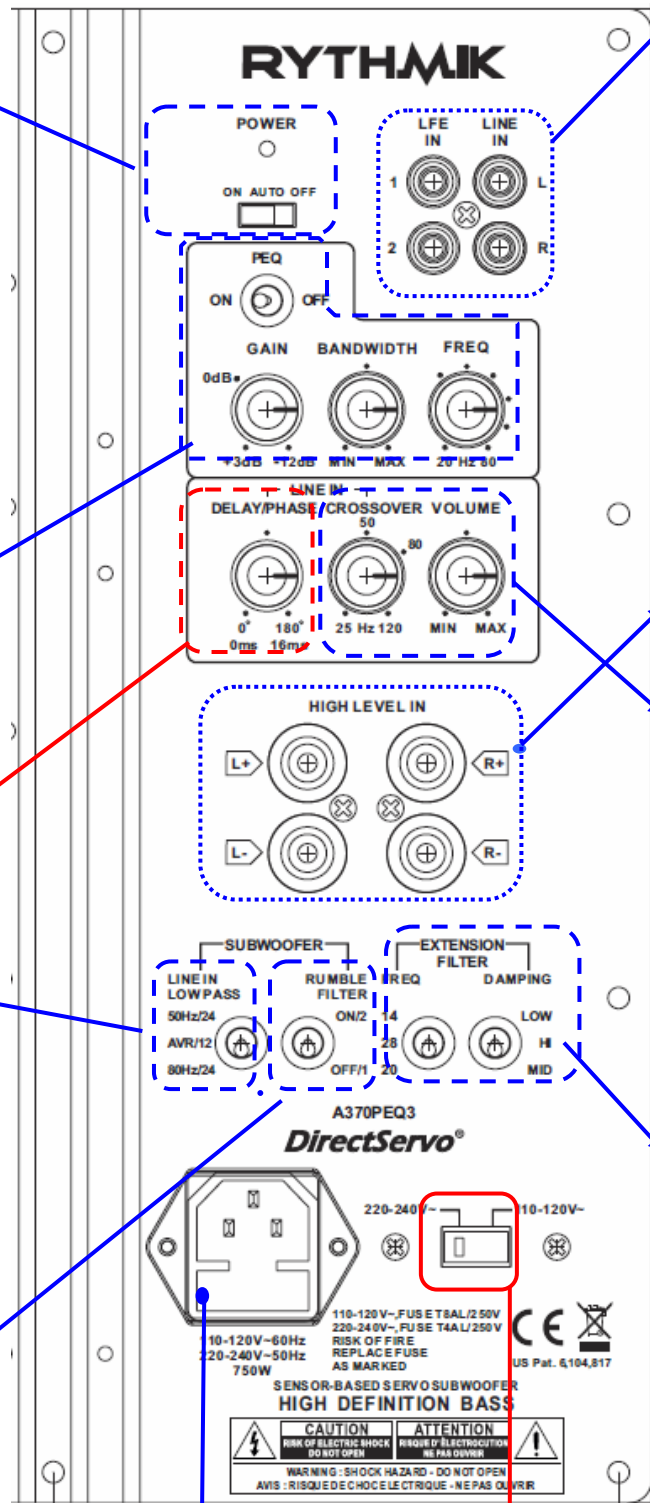 RYTHMIK
POWER
ON AUTO OFF
LFE IN
LINE IN
1
L
2
R
PEQ
ON
OFF
GAIN
BANDWIDTH
FREQ
0dB
+3dB -12dB
MIN MAX
20 Hz 80
LINE IN
DELAY/PHASE
CROSSOVER
VOLUME
50
80
0° 180°
0ms 16ms
25 Hz 120
MIN MAX
HIGH LEVEL IN
L+
R+
L-
R-
SUBWOOFER
EXTENSION
FILTER
LINE IN
LOW PASS
RUMBLE
FILTER
FREQ
DAMPING
50Hz/24
ON/2
14
LOW
AVR/12
28
HI
80Hz/24
OFF/1
20
MID
A370PEQ3
DirectServo®
220-240V~
110-120V~
110-120V~60Hz
220-240V~50Hz
750W
110-120V~,FUSE T8AL/250V
220-240V~,FUSE T4AL/250V
RISK OF FIRE
REPLACE FUSE
AS MARKED
CE
US Pat. 6,104,817
SENSOR-BASED SERVO SUBWOOFER
HIGH DEFINITION BASS
CAUTION
RISK OF ELECTRIC SHOCK
DO NOT OPEN
ATTENTION
RISQUE D'ELECTROCUTION
NE PAS OUVRIR
WARNING : SHOCK HAZARD - DO NOT OPEN
AVIS : RISQUE DE CHOC ELECTRIQUE - NE PAS OUVRIR